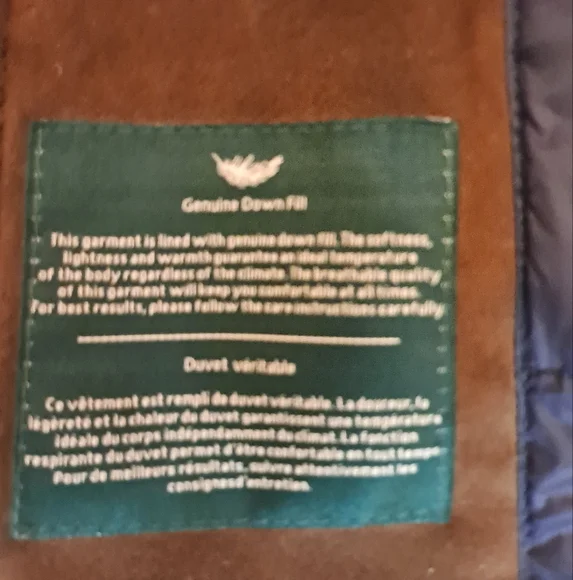 Genuine Down Fill
This garment is lined with genuine down fill. The softness,
lightness and warmth guarantee an ideal temperature
of the body regardless of the climate. The breathable quality
of this garment will keep you comfortable at all times.
For best results, please follow the care instructions carefully.
Duvet véritable
Ce vêtement est rempli de duvet véritable. La douceur, la
légèreté et la chaleur du duvet garantissent une température
idéale du corps indépendamment du climat. La fonction
respirante du duvet permet d'être confortable en tout temps.
Pour de meilleurs résultats, suivre attentivement les
consignes d'entretien.